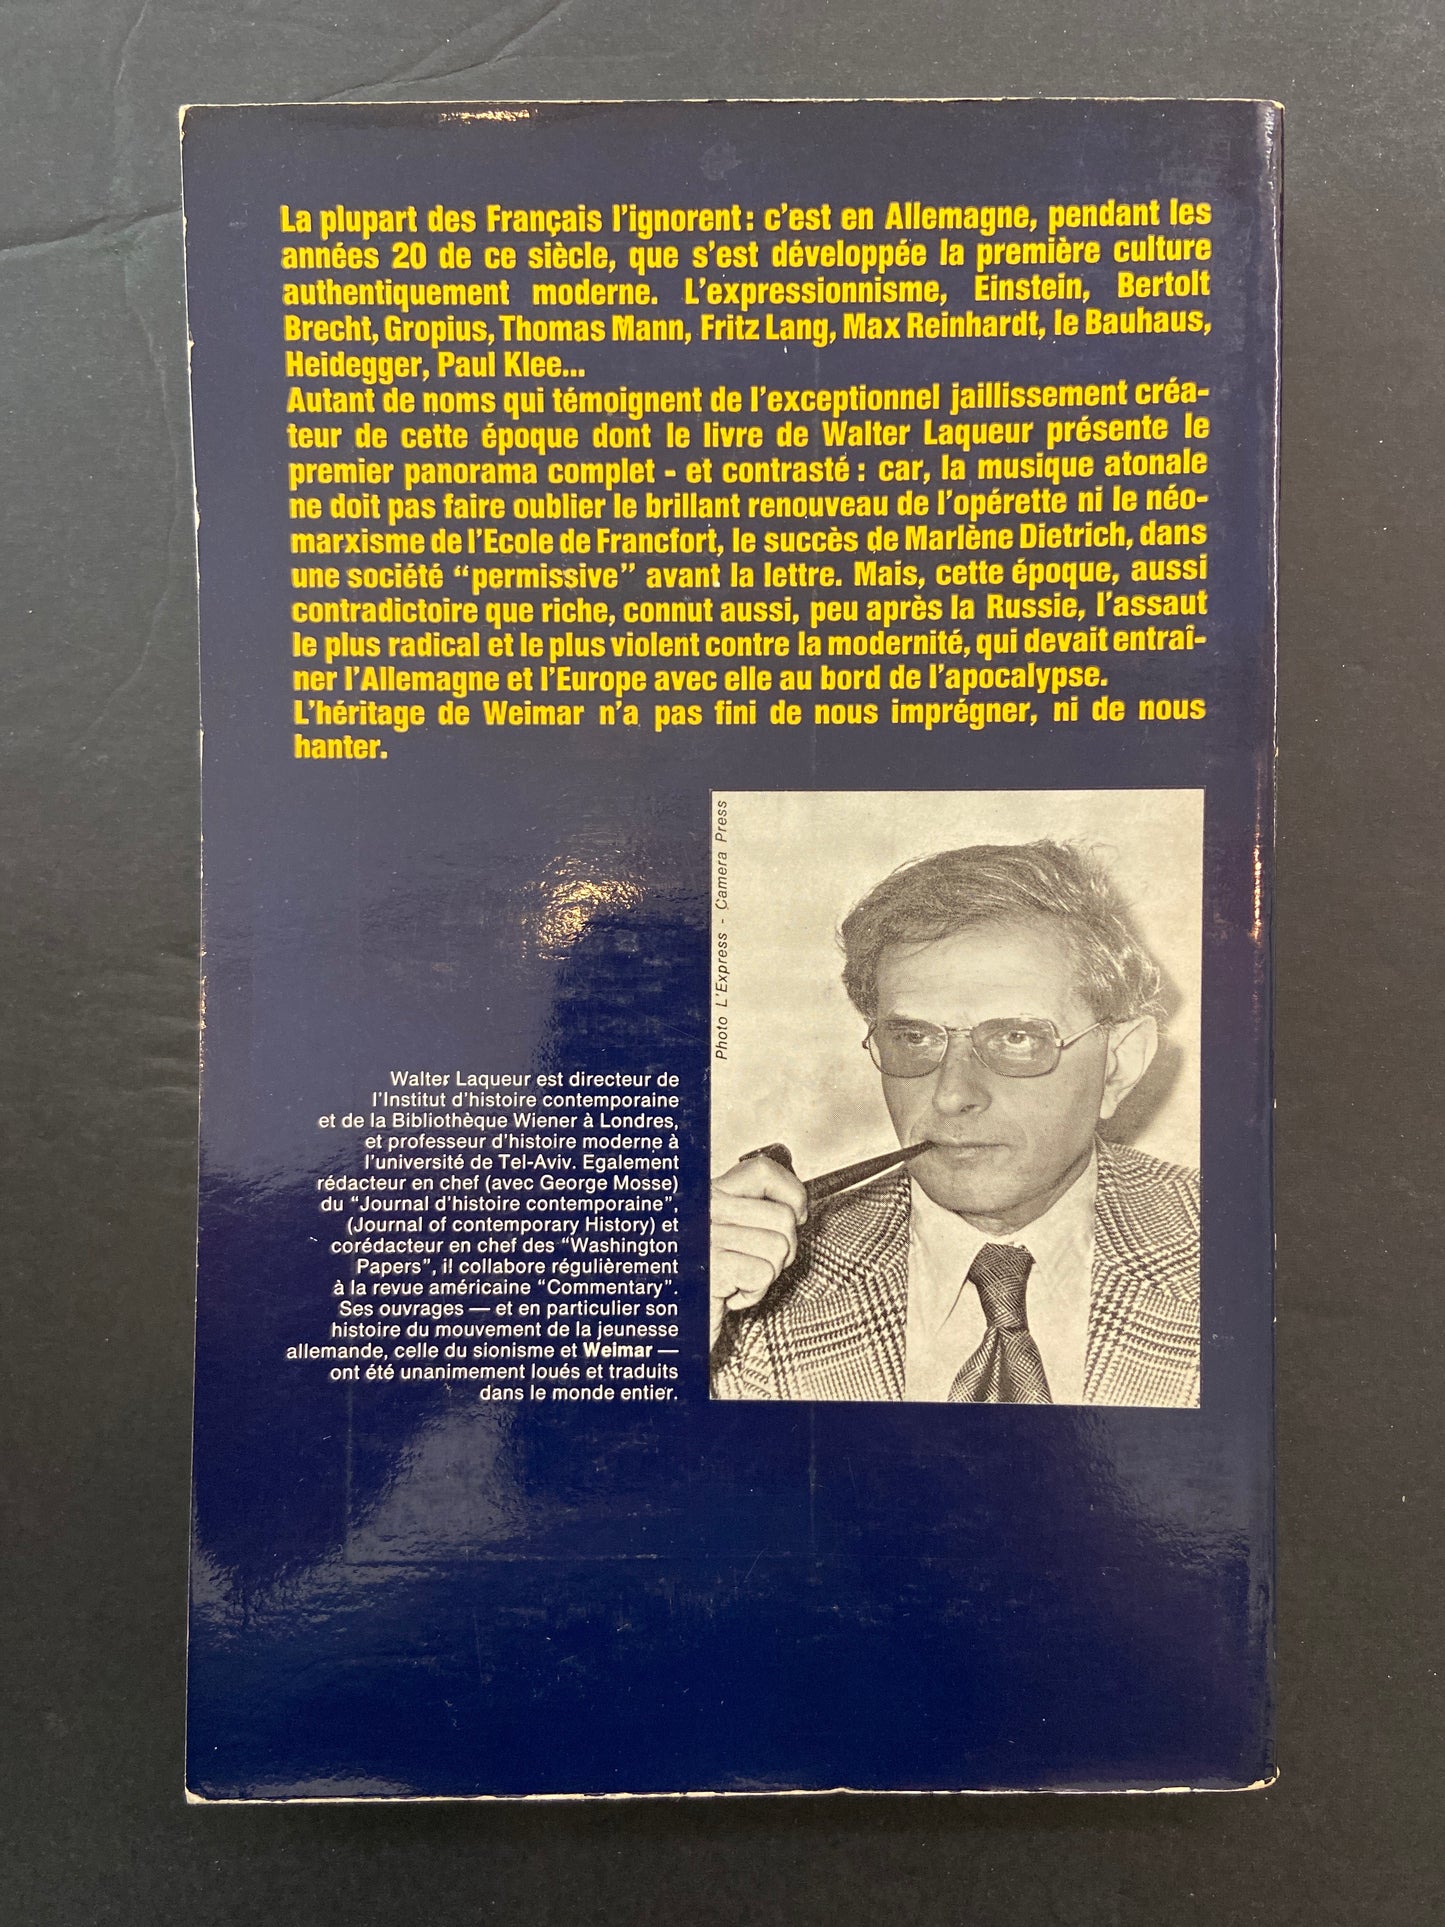 La plupart des Français l'ignorent : c'est en Allemagne, pendant les
années 20 de ce siècle, que s'est développée la première culture
authentiquement moderne. L'expressionnisme, Einstein, Bertolt
Brecht, Gropius, Thomas Mann, Fritz Lang, Max Reinhardt, le Bauhaus,
Heidegger, Paul Klee...
Autant de noms qui témoignent de l'exceptionnel jaillissement créa-
teur de cette époque dont le livre de Walter Laqueur présente le
premier panorama complet - et contrasté : car, la musique atonale
ne doit pas faire oublier le brillant renouveau de l'opérette ni le néo-
marxisme de l'Ecole de Francfort, le succès de Marlène Dietrich, dans
une société "permissive" avant la lettre. Mais, cette époque, aussi
contradictoire que riche, connut aussi, peu après la Russie, l'assaut
le plus radical et le plus violent contre la modernité, qui devait entraî-
ner l'Allemagne et l'Europe avec elle au bord de l'apocalypse.
L'héritage de Weimar n'a pas fini de nous imprégner, ni de nous
hanter.
Photo L'Express - Camera Press
Walter Laqueur est directeur de
l'Institut d'histoire contemporaine
et de la Bibliothèque Wiener à Londres,
et professeur d'histoire moderne à
l'université de Tel-Aviv. Egalement
rédacteur en chef (avec George Mosse)
du "Journal d'histoire contemporaine",
(Journal of contemporary History) et
corédacteur en chef des "Washington
Papers", il collabore régulièrement
à la revue américaine "Commentary".
Ses ouvrages — et en particulier son
histoire du mouvement de la jeunesse
allemande, celle du sionisme et Weimar —
ont été unanimement loués et traduits
dans le monde entier.